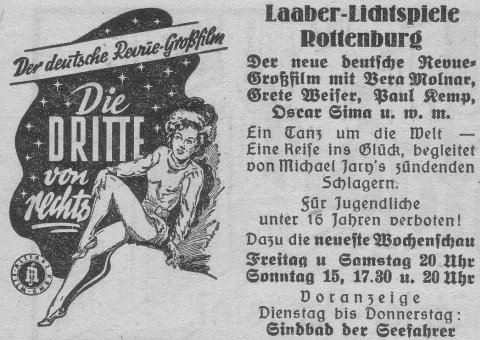 Der deutsche Revue-Großfilm
Die
DRITTE
von
rechts
Laaber-Lichtspiele
Rottenburg
Der neue deutsche Revue-
Großfilm mit Vera Molnar,
Grete Weiser, Paul Kemp,
Oscar Sima u. w. m.
Ein Tanz um die Welt —
Eine Reise ins Glück, begleitet
von Michael Jary's zündenden
Schlagern.
Für Jugendliche
unter 16 Jahren verboten!
Dazu die neueste Wochenschau
Freitag u Samstag 20 Uhr
Sonntag 15, 17.30 u. 20 Uhr
Voranzeige
Dienstag bis Donnerstag:
Sindbad der Seefahrer